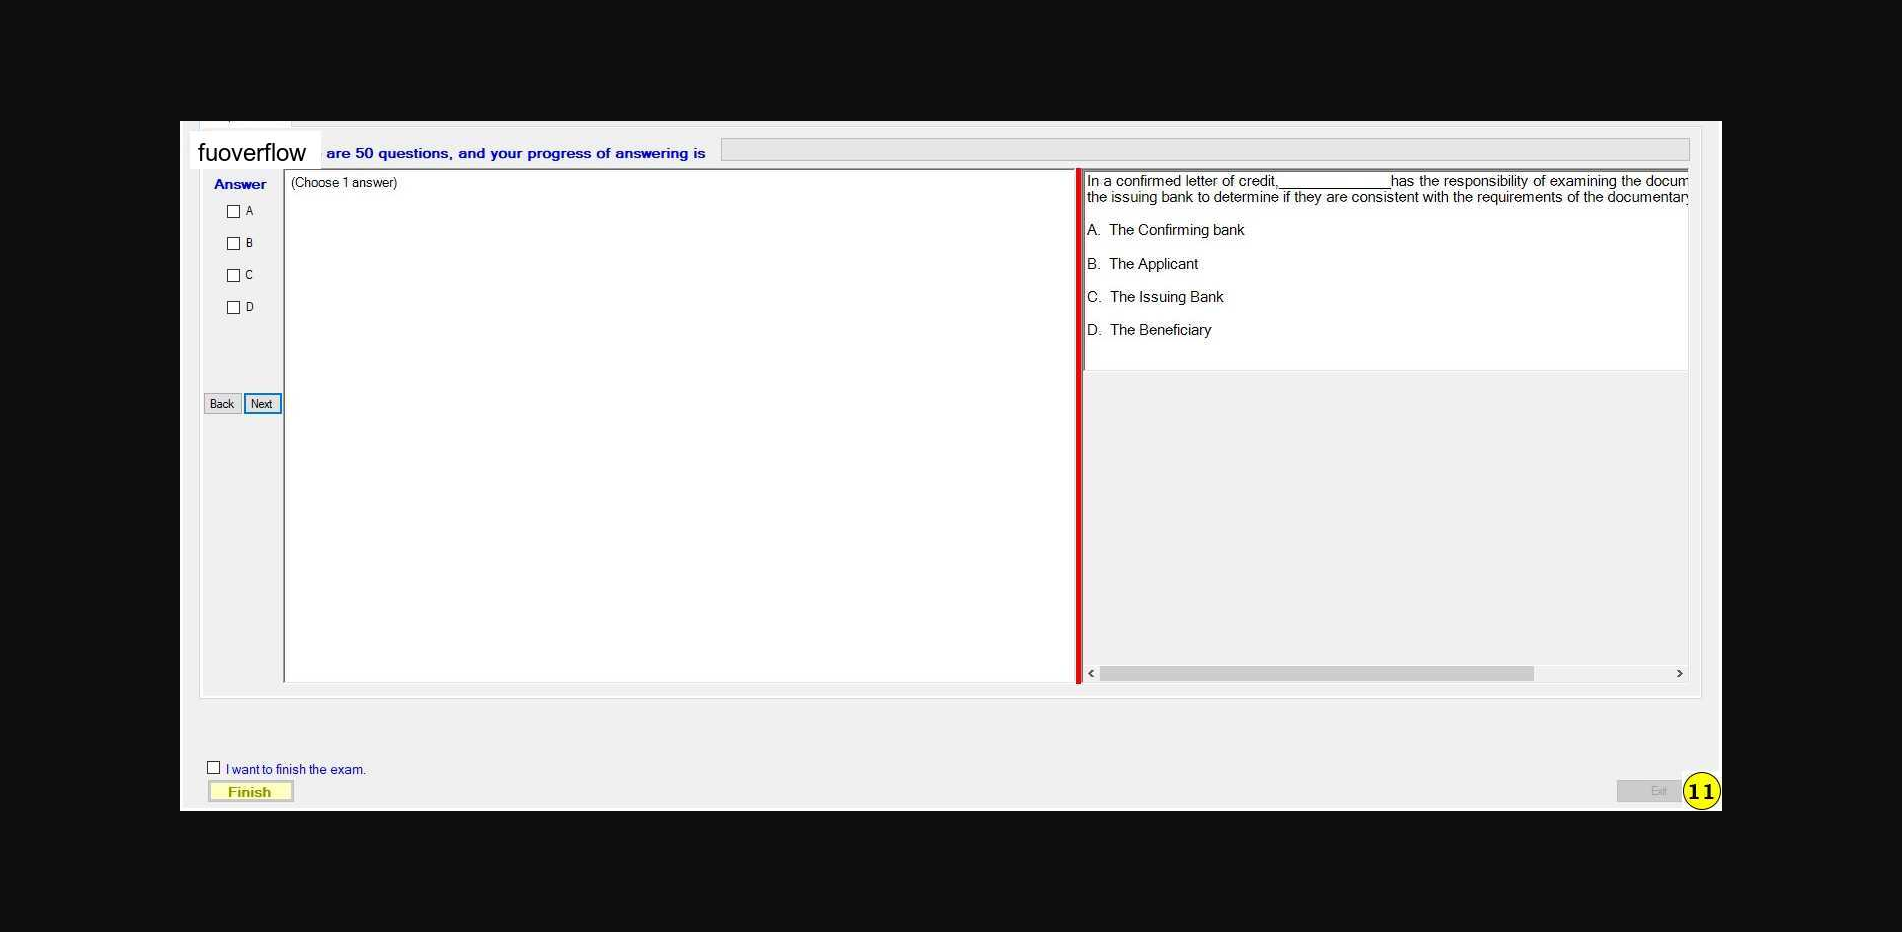 fuoverflow are 50 questions, and your progress of answering is
Answer
A
B
C
D
Back Next
(Choose 1 answer)
In a confirmed letter of credit,______________has the responsibility of examining the docum
the issuing bank to determine if they are consistent with the requirements of the documentary
A. The Confirming bank
B. The Applicant
C. The Issuing Bank
D. The Beneficiary
I want to finish the exam.
Finish
Exit
11